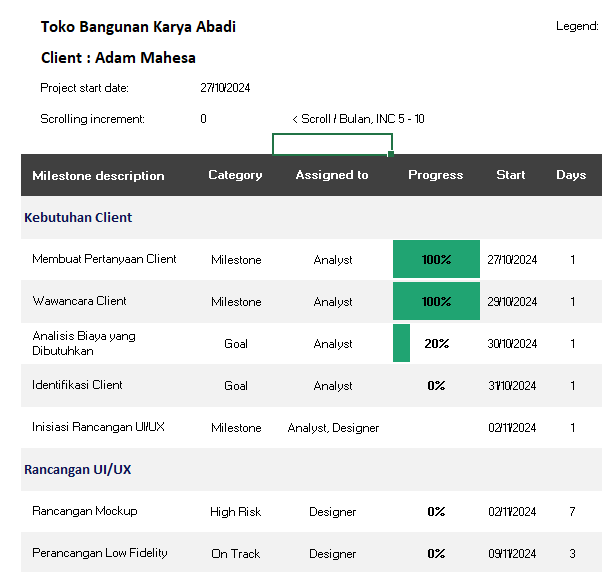 Toko Bangunan Karya Abadi
Legend:
Client : Adam Mahesa
Project start date: 27/10/2024
Scrolling increment: 0 < Scroll / Bulan, INC 5 - 10
Milestone description Category Assigned to Progress Start Days
Kebutuhan Client
Membuat Pertanyaan Client Milestone Analyst 100% 27/10/2024 1
Wawancara Client Milestone Analyst 100% 29/10/2024 1
Analisis Biaya yang
Dibutuhkan Goal Analyst 20% 30/10/2024 1
Identifikasi Client Goal Analyst 0% 31/10/2024 1
Inisiasi Rancangan UI/UX Milestone Analyst, Designer 02/11/2024 1
Rancangan UI/UX
Rancangan Mockup High Risk Designer 0% 02/11/2024 7
Perancangan Low Fidelity On Track Designer 0% 09/11/2024 3